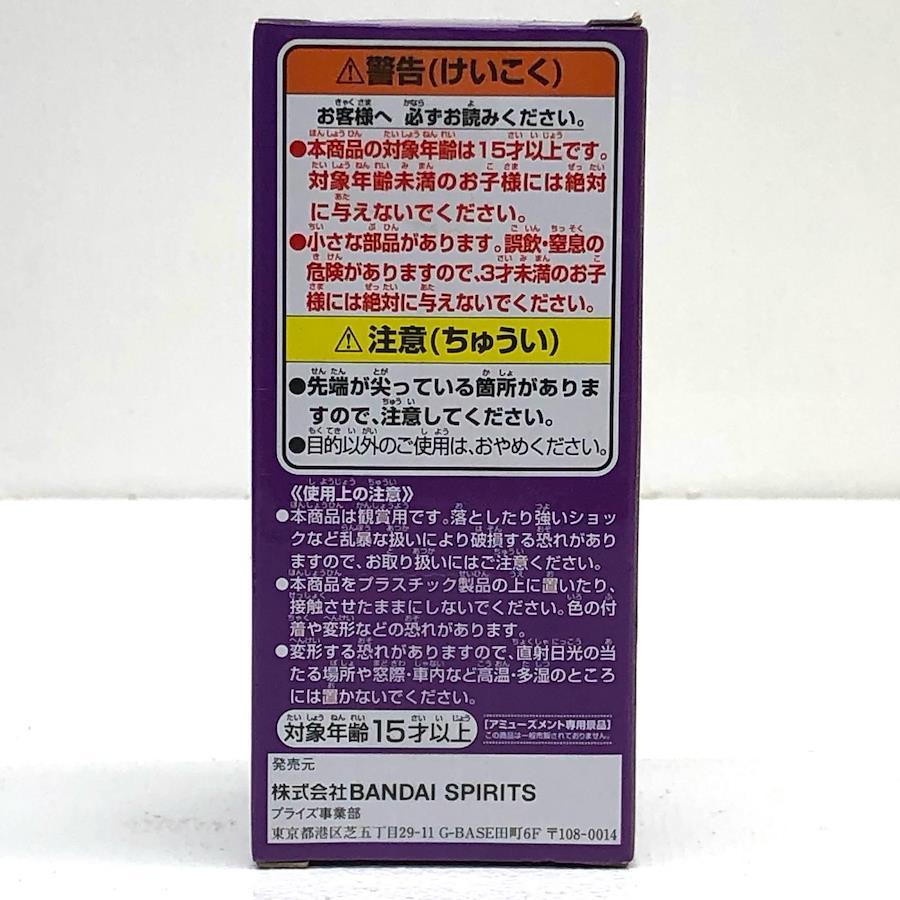 ⚠警告(けいこく)
お客様へ 必ずお読みください。
●本商品の対象年齢は15才以上です。
対象年齢未満のお子様には絶対
に与えないでください。
●小さな部品があります。誤飲・窒息の
危険がありますので、3才未満のお子
様には絶対に与えないでください。
⚠注意(ちゅうい)
●先端が尖っている箇所がありま
すので、注意してください。
●目的以外のご使用は、おやめください。
《使用上の注意》
●本商品は観賞用です。落としたり強いショッ
クなど乱暴な扱いにより破損する恐れがあり
ますので、お取り扱いにはご注意ください。
●本商品をプラスチック製品の上に置いたり、
接触させたままにしないでください。色の付
着や変形などの恐れがあります。
●変形する恐れがありますので、直射日光の当
たる場所や窓際・車内など高温・多湿のところ
には置かないでください。
対象年齢15才以上
[アミューズメント専用景品]
この商品は一般市販されておりません。
発売元
株式会社BANDAI SPIRITS
プライズ事業部
東京都港区芝五丁目29-11 G-BASE田町6F 〒108-0014